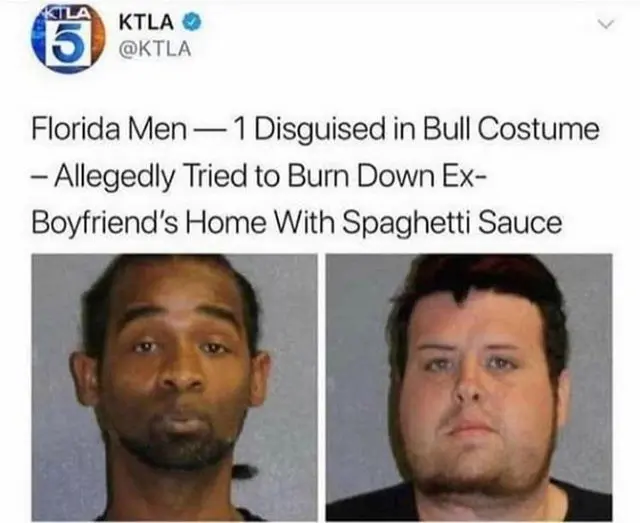 KTLA
5
KTLA
@KTLA
Florida Men — 1 Disguised in Bull Costume
– Allegedly Tried to Burn Down Ex-
Boyfriend's Home With Spaghetti Sauce